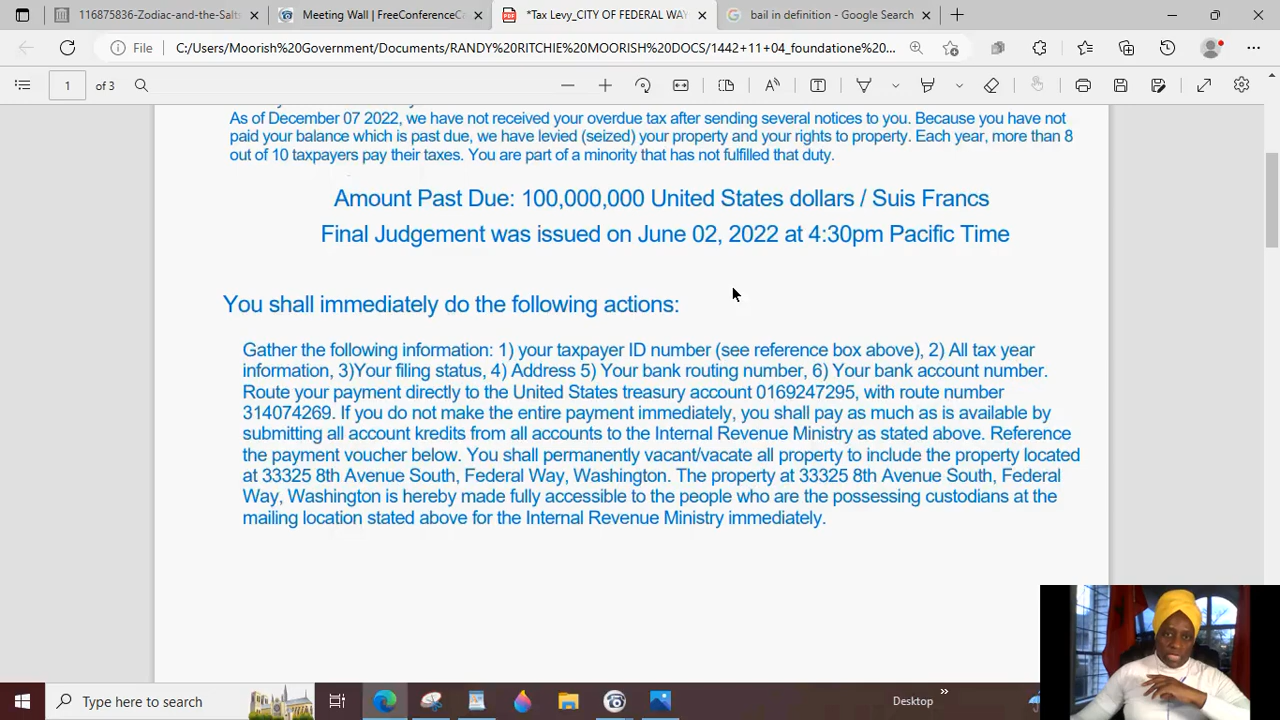 116875836-Zodiac-and-the-Salts
Meeting Wall | FreeConferenceCa
*Tax Levy_CITY OF FEDERAL WAY
bail in definition - Google Search
File
C:/Users/Moorish%20Government/Documents/RANDY%20RITCHIE%20MOORISH%20DOCS/1442+11+04_foundatione%20...
1 of 3
As of December 07 2022, we have not received your overdue tax after sending several notices to you. Because you have not
paid your balance which is past due, we have levied (seized) your property and your rights to property. Each year, more than 8
out of 10 taxpayers pay their taxes. You are part of a minority that has not fulfilled that duty.
Amount Past Due: 100,000,000 United States dollars / Suis Francs
Final Judgement was issued on June 02, 2022 at 4:30pm Pacific Time
You shall immediately do the following actions:
Gather the following information: 1) your taxpayer ID number (see reference box above), 2) All tax year
information, 3)Your filing status, 4) Address 5) Your bank routing number, 6) Your bank account number.
Route your payment directly to the United States treasury account 0169247295, with route number
314074269. If you do not make the entire payment immediately, you shall pay as much as is available by
submitting all account kredits from all accounts to the Internal Revenue Ministry as stated above. Reference
the payment voucher below. You shall permanently vacant/vacate all property to include the property located
at 33325 8th Avenue South, Federal Way, Washington. The property at 33325 8th Avenue South, Federal
Way, Washington is hereby made fully accessible to the people who are the possessing custodians at the
mailing location stated above for the Internal Revenue Ministry immediately.
Type here to search
Desktop